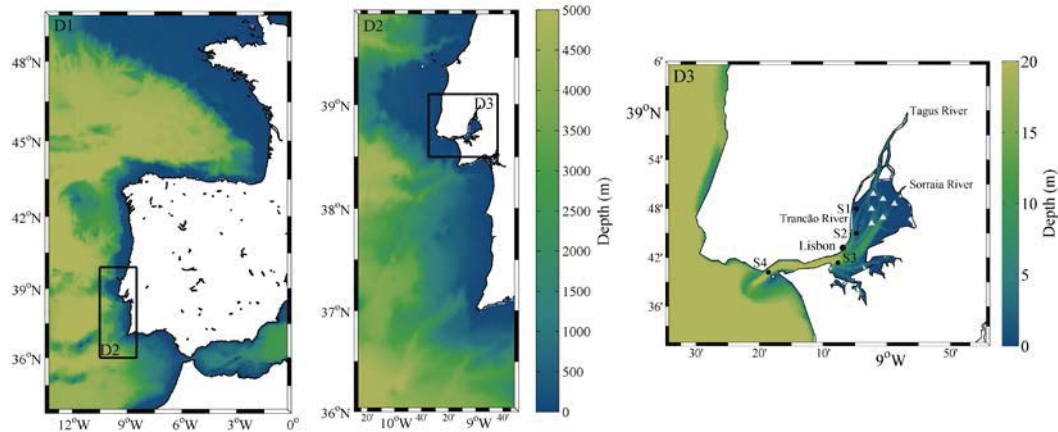 D1
48°N
45°N
42°N
39°N
36°N
D2
12°W 9°W 6°W 3°W 0°
D2
39°N
38°N
37°N
36°N
D3
20' 10°W 40' 20' 9°W 40'
5000
4500
4000
3500
3000
2500
2000
1500
1000
500
0
Depth (m)
D3
6'
39°N
54'
48'
42'
36'
Tagus River
Sorraia River
S1
Trancão River
S2
Lisbon
S3
S4
30' 20' 10' 9°W 50'
20
15
10
5
0
Depth (m)